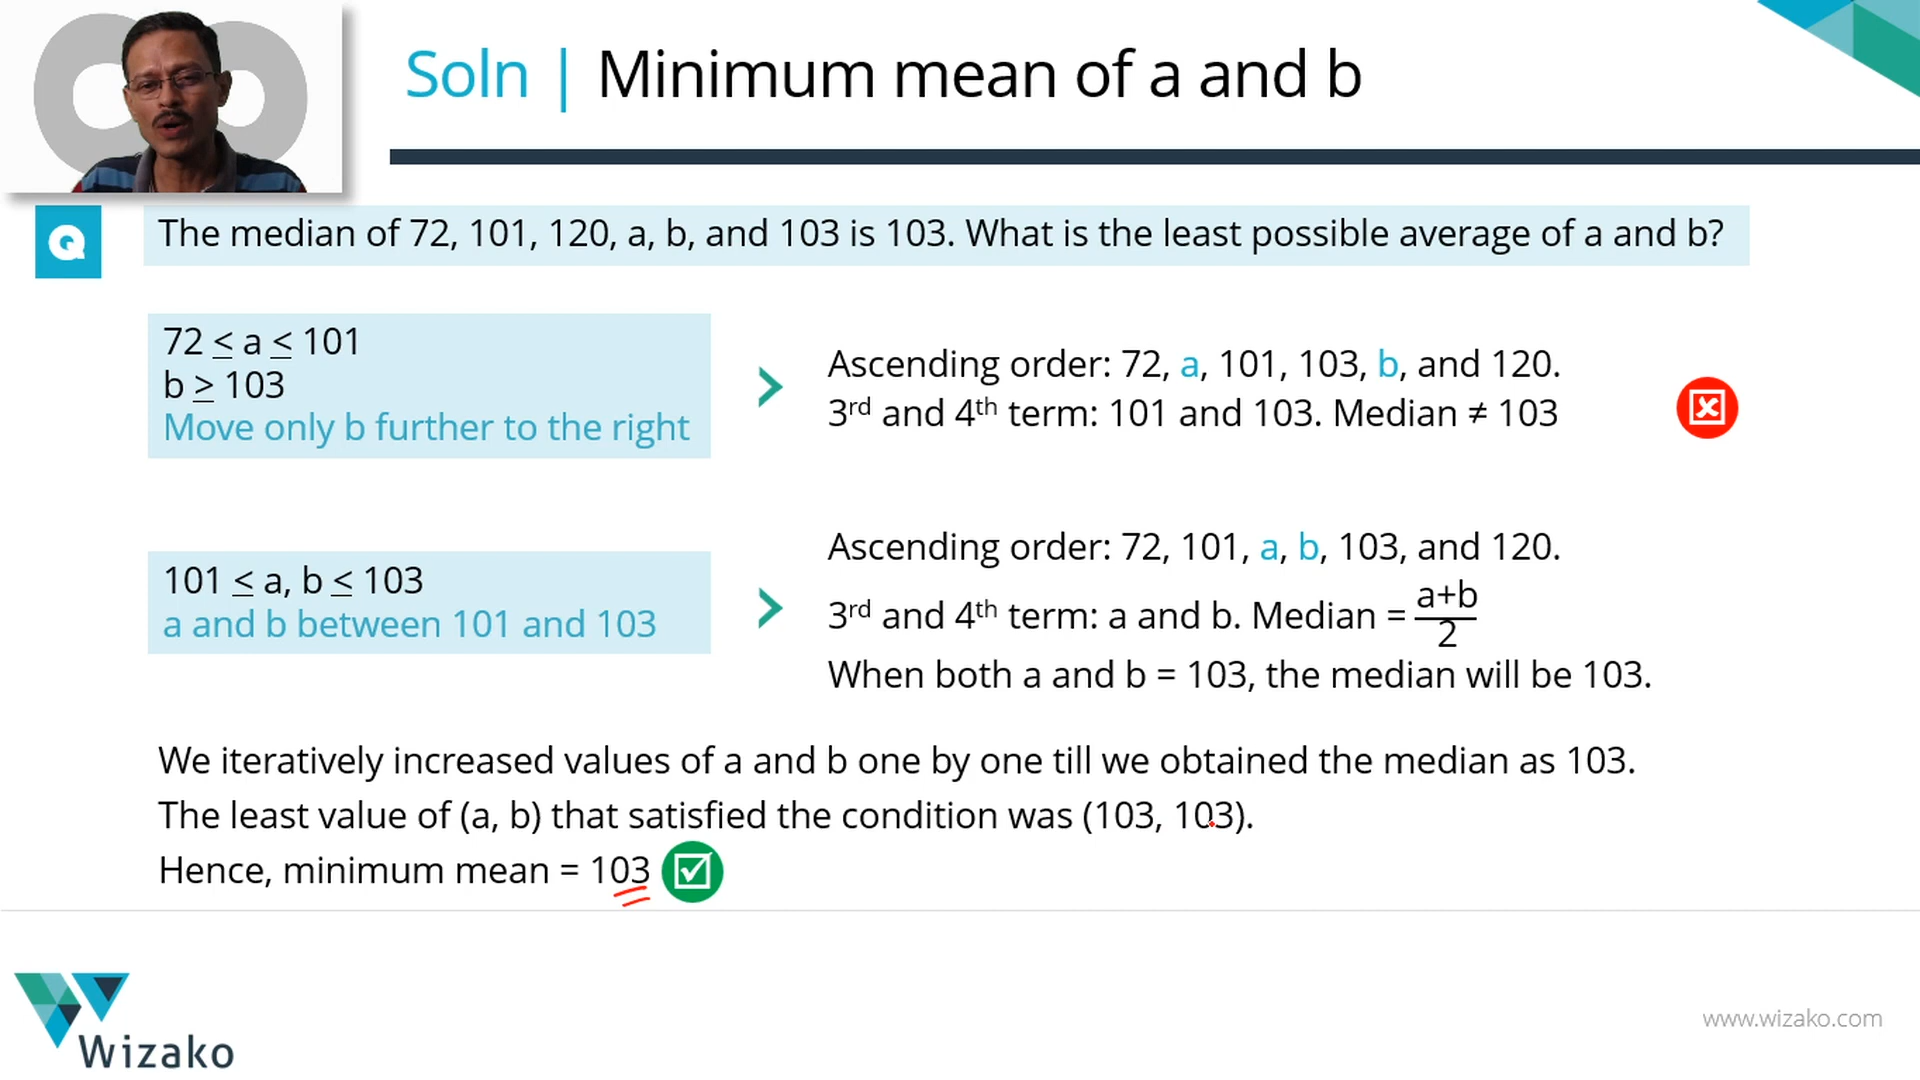 Soln | Minimum mean of a and b
Q
The median of 72, 101, 120, a, b, and 103 is 103. What is the least possible average of a and b?
72 ≤ a ≤ 101
b ≥ 103
Move only b further to the right
Ascending order: 72, a, 101, 103, b, and 120.
3rd and 4th term: 101 and 103. Median ≠ 103
101 ≤ a, b ≤ 103
a and b between 101 and 103
Ascending order: 72, 101, a, b, 103, and 120.
3rd and 4th term: a and b. Median = a+b/2
When both a and b = 103, the median will be 103.
We iteratively increased values of a and b one by one till we obtained the median as 103.
The least value of (a, b) that satisfied the condition was (103, 103).
Hence, minimum mean = 103
Wizako
www.wizako.com